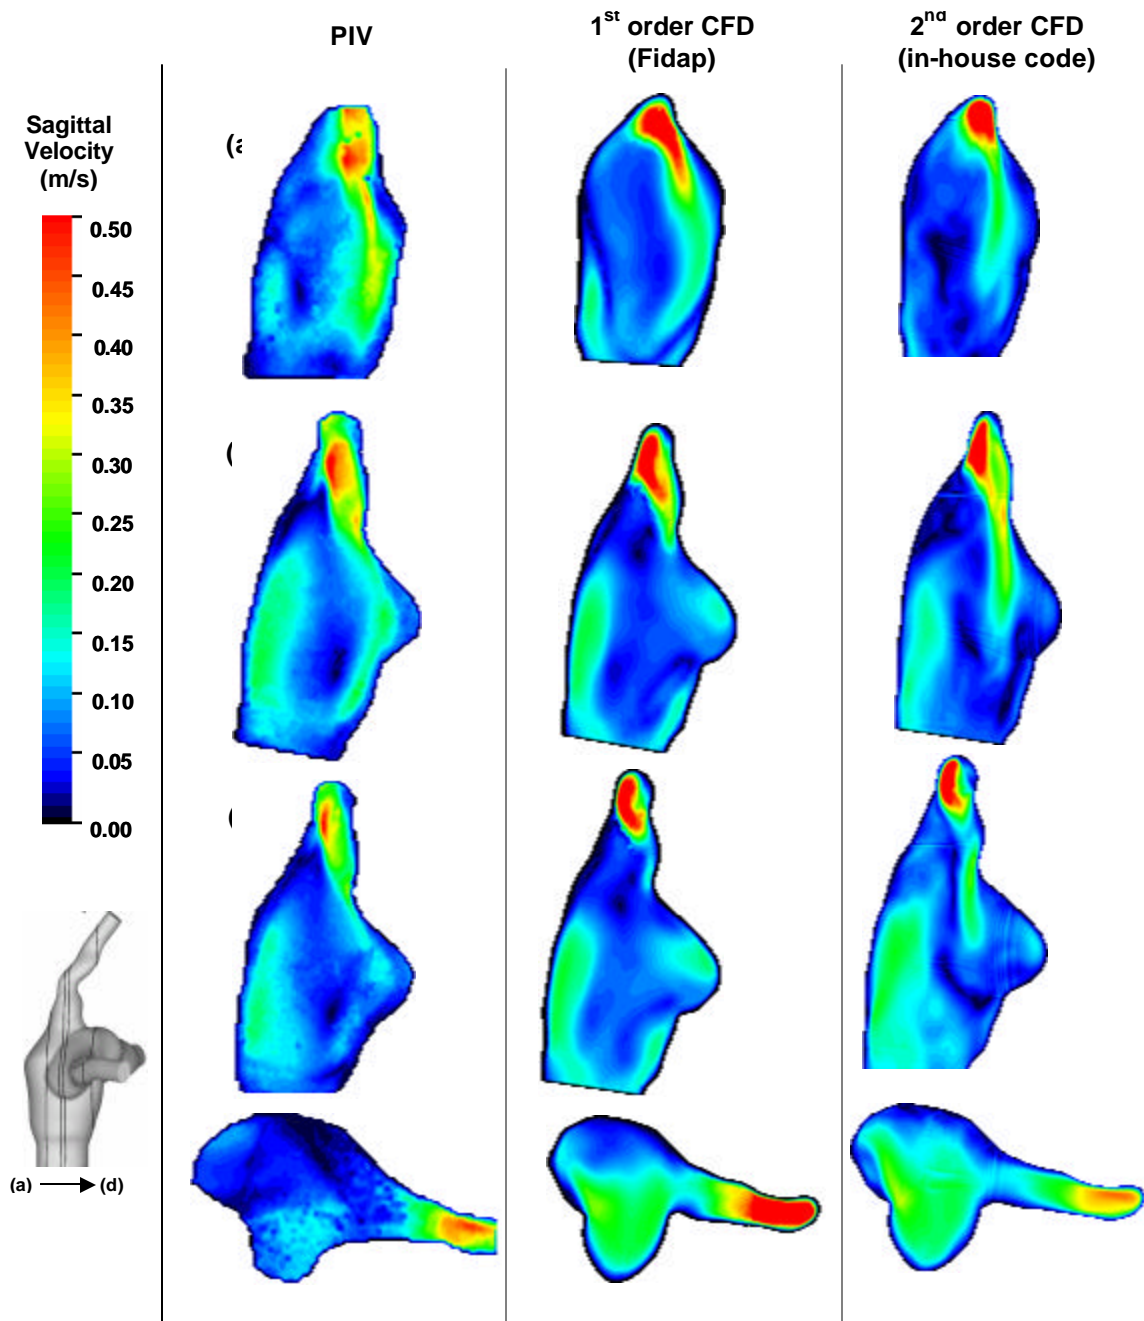 PIV
1st order CFD
(Fidap)
2nd order CFD
(in-house code)
Sagittal
Velocity
(m/s)
0.50
0.45
0.40
0.35
0.30
0.25
0.20
0.15
0.10
0.05
0.00
(a) (d)